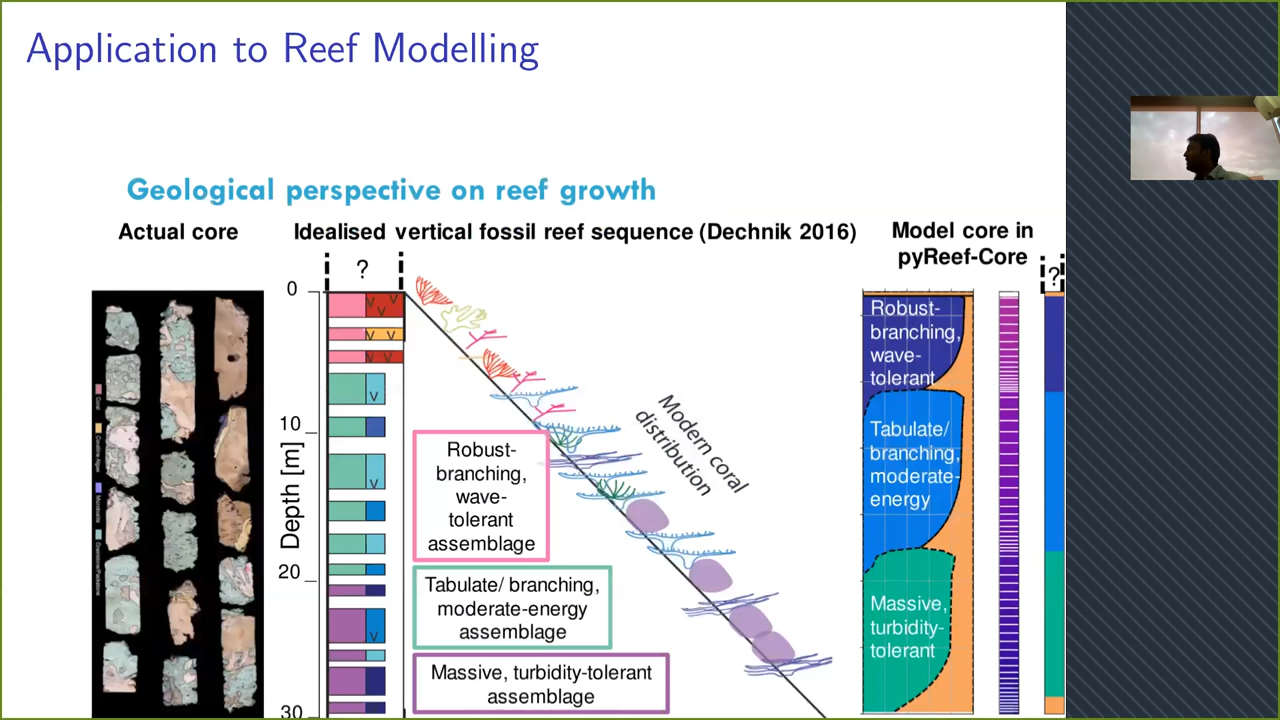 Application to Reef Modelling
Geological perspective on reef growth
Actual core
Idealised vertical fossil reef sequence (Dechnik 2016)
Model core in
pyReef-Core
?
?
0
10
20
30
Depth [m]
V
V
V
V
V
V
V
V
V
V
Modern coral
distribution
Robust-
branching,
wave-
tolerant
assemblage
Tabulate/ branching,
moderate-energy
assemblage
Massive, turbidity-tolerant
assemblage
Robust-
branching,
wave-
tolerant
Tabulate/
branching,
moderate-
energy
Massive,
turbidity-
tolerant